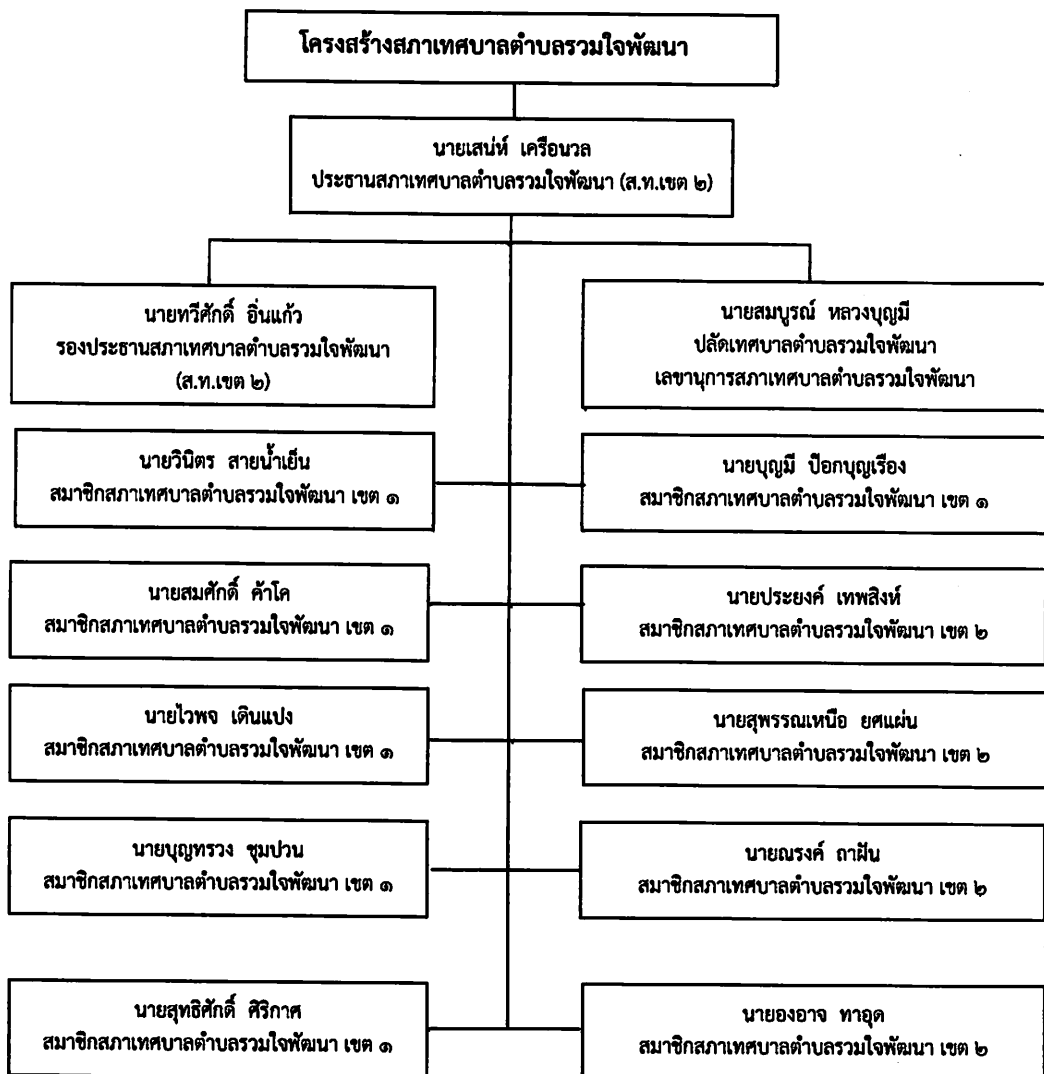 โครงสร้างสภาเทศบาลตำบลรวมใจพัฒนา
นายเสน่ห์ เครือนวล
ประธานสภาเทศบาลตำบลรวมใจพัฒนา (ส.ท.เขต ๒)
นายทวีศักดิ์ อิ่นแก้ว
รองประธานสภาเทศบาลตำบลรวมใจพัฒนา
(ส.ท.เขต ๒)
นายสมบูรณ์ หลวงบุญมี
ปลัดเทศบาลตำบลรวมใจพัฒนา
เลขานุการสภาเทศบาลตำบลรวมใจพัฒนา
นายวินิตร สายน้ำเย็น
สมาชิกสภาเทศบาลตำบลรวมใจพัฒนา เขต ๑
นายบุญมี ป๊อกบุญเรือง
สมาชิกสภาเทศบาลตำบลรวมใจพัฒนา เขต ๑
นายสมศักดิ์ ค้าโค
สมาชิกสภาเทศบาลตำบลรวมใจพัฒนา เขต ๑
นายประยงค์ เทพสิงห์
สมาชิกสภาเทศบาลตำบลรวมใจพัฒนา เขต ๒
นายไวพจ เดินแปง
สมาชิกสภาเทศบาลตำบลรวมใจพัฒนา เขต ๑
นายสุพรรณเหนือ ยศแผ่น
สมาชิกสภาเทศบาลตำบลรวมใจพัฒนา เขต ๒
นายบุญทรวง ชุมปวน
สมาชิกสภาเทศบาลตำบลรวมใจพัฒนา เขต ๑
นายณรงค์ ถาฝัน
สมาชิกสภาเทศบาลตำบลรวมใจพัฒนา เขต ๒
นายสุทธิศักดิ์ ศิริกาศ
สมาชิกสภาเทศบาลตำบลรวมใจพัฒนา เขต ๑
นายองอาจ ทาอุด
สมาชิกสภาเทศบาลตำบลรวมใจพัฒนา เขต ๒